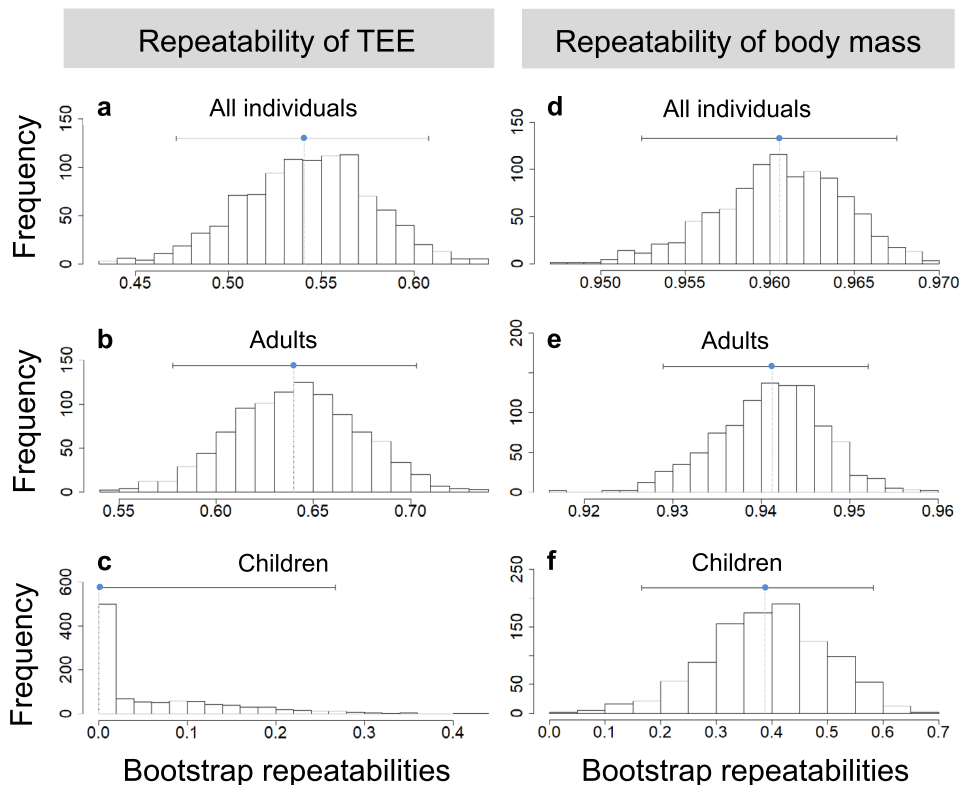 Repeatability of TEE
Repeatability of body mass
a
All individuals
Frequency
150
100
50
0
0.45 0.50 0.55 0.60
d
All individuals
150
100
50
0
0.950 0.955 0.960 0.965 0.970
b
Adults
Frequency
150
100
50
0
0.55 0.60 0.65 0.70
e
Adults
200
100
50
0
0.92 0.93 0.94 0.95 0.96
c
Children
Frequency
600
400
200
0
0.0 0.1 0.2 0.3 0.4
Bootstrap repeatabilities
f
Children
250
150
50
0
0.0 0.1 0.2 0.3 0.4 0.5 0.6 0.7
Bootstrap repeatabilities